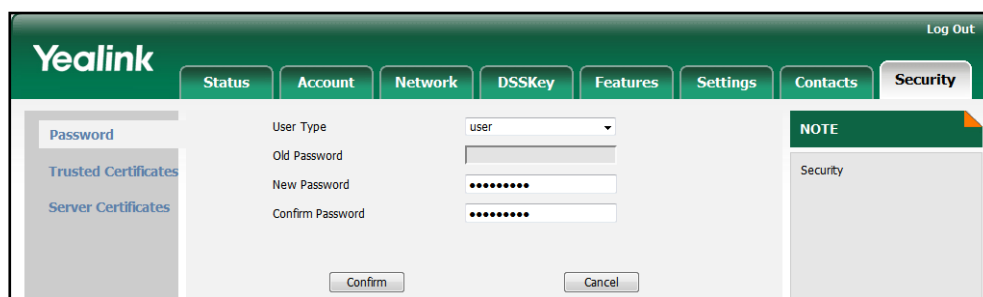 Log Out
Yealink
Status Account Network DSSKey Features Settings Contacts Security
Password
Trusted Certificates
Server Certificates
User Type user
Old Password
New Password •••••••••
Confirm Password •••••••••
Confirm Cancel
NOTE
Security